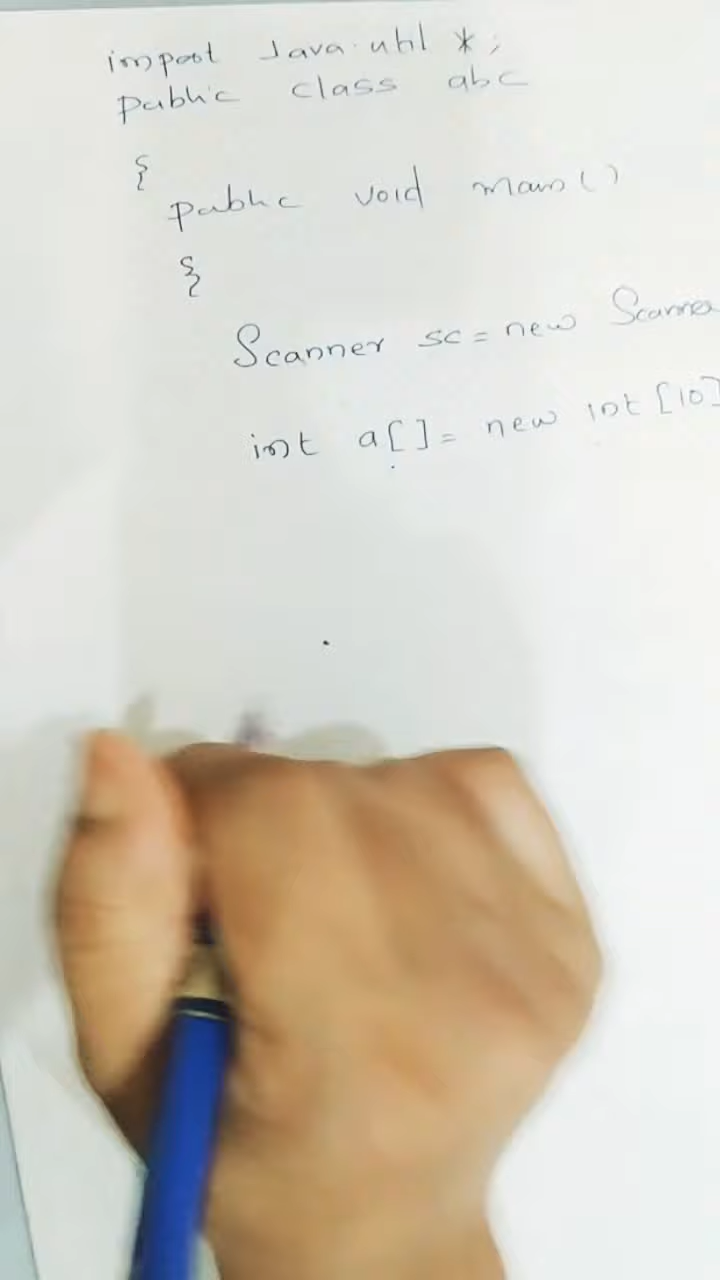 import Java.util *;
public class abc
{
public void main()
{
Scanner sc = new Scanner
int a[] = new int [10]